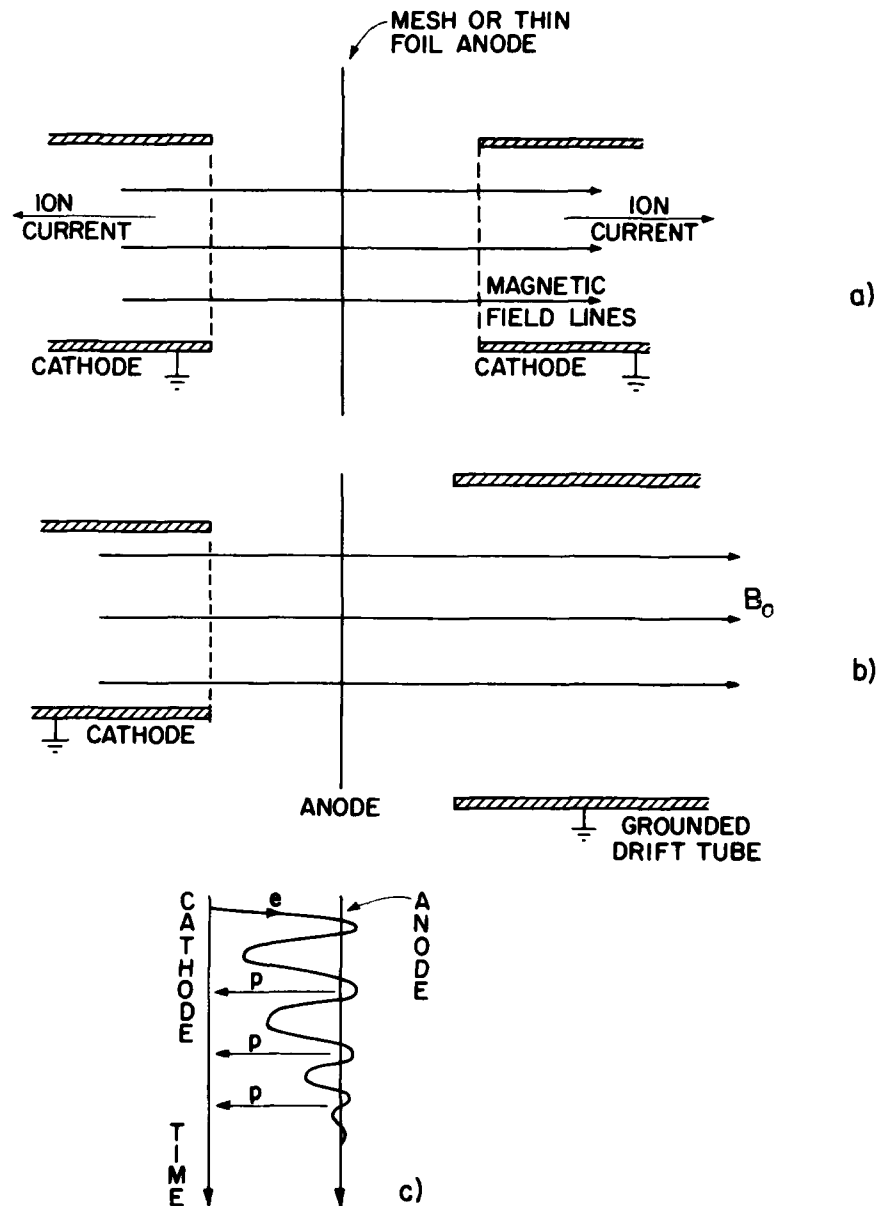 MESH OR THIN
FOIL ANODE
ION
CURRENT
ION
CURRENT
MAGNETIC
FIELD LINES
CATHODE
CATHODE
a)
B₀
b)
CATHODE
ANODE
GROUNDED
DRIFT TUBE
CATHODE
e
ANODE
p
p
p
TIME
c)